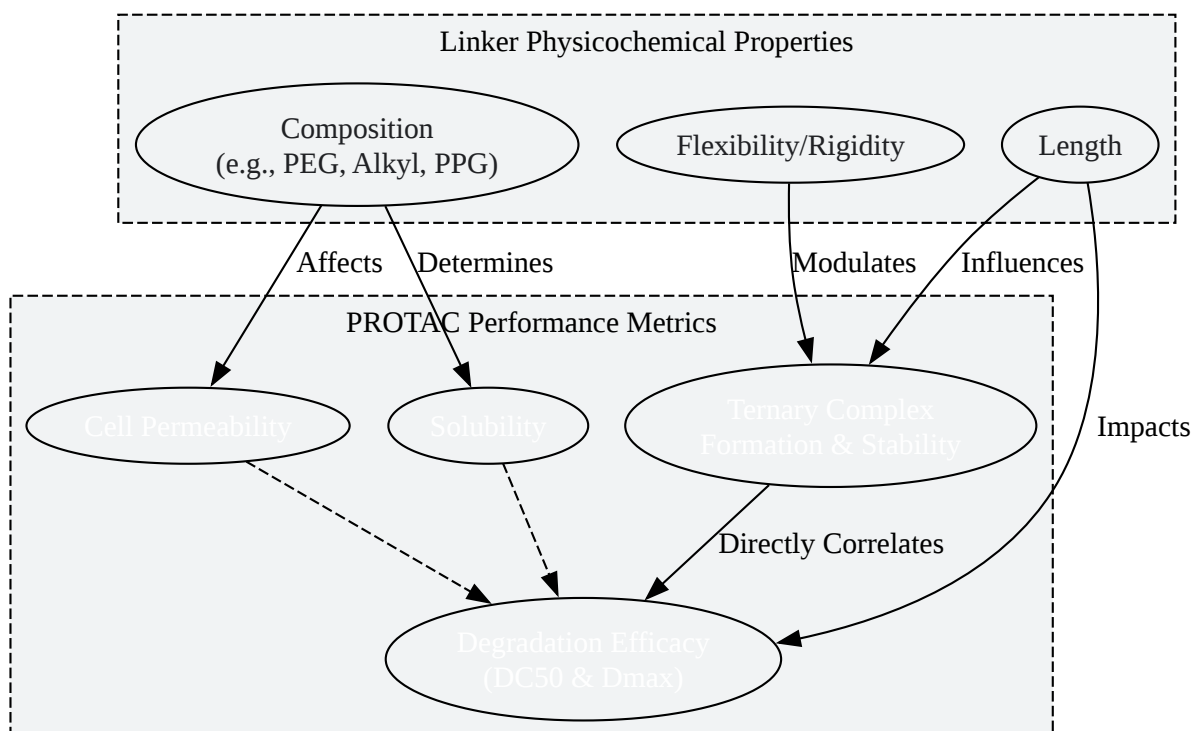 Linker Physicochemical Properties
Composition
(e.g., PEG, Alkyl, PPG)
Flexibility/Rigidity
Length
Affects
Determines
Modulates
Influences
PROTAC Performance Metrics
Cell Permeability
Solubility
Ternary Complex
Formation & Stability
Impacts
Directly Correlates
Degradation Efficacy
(DC50 & Dmax)